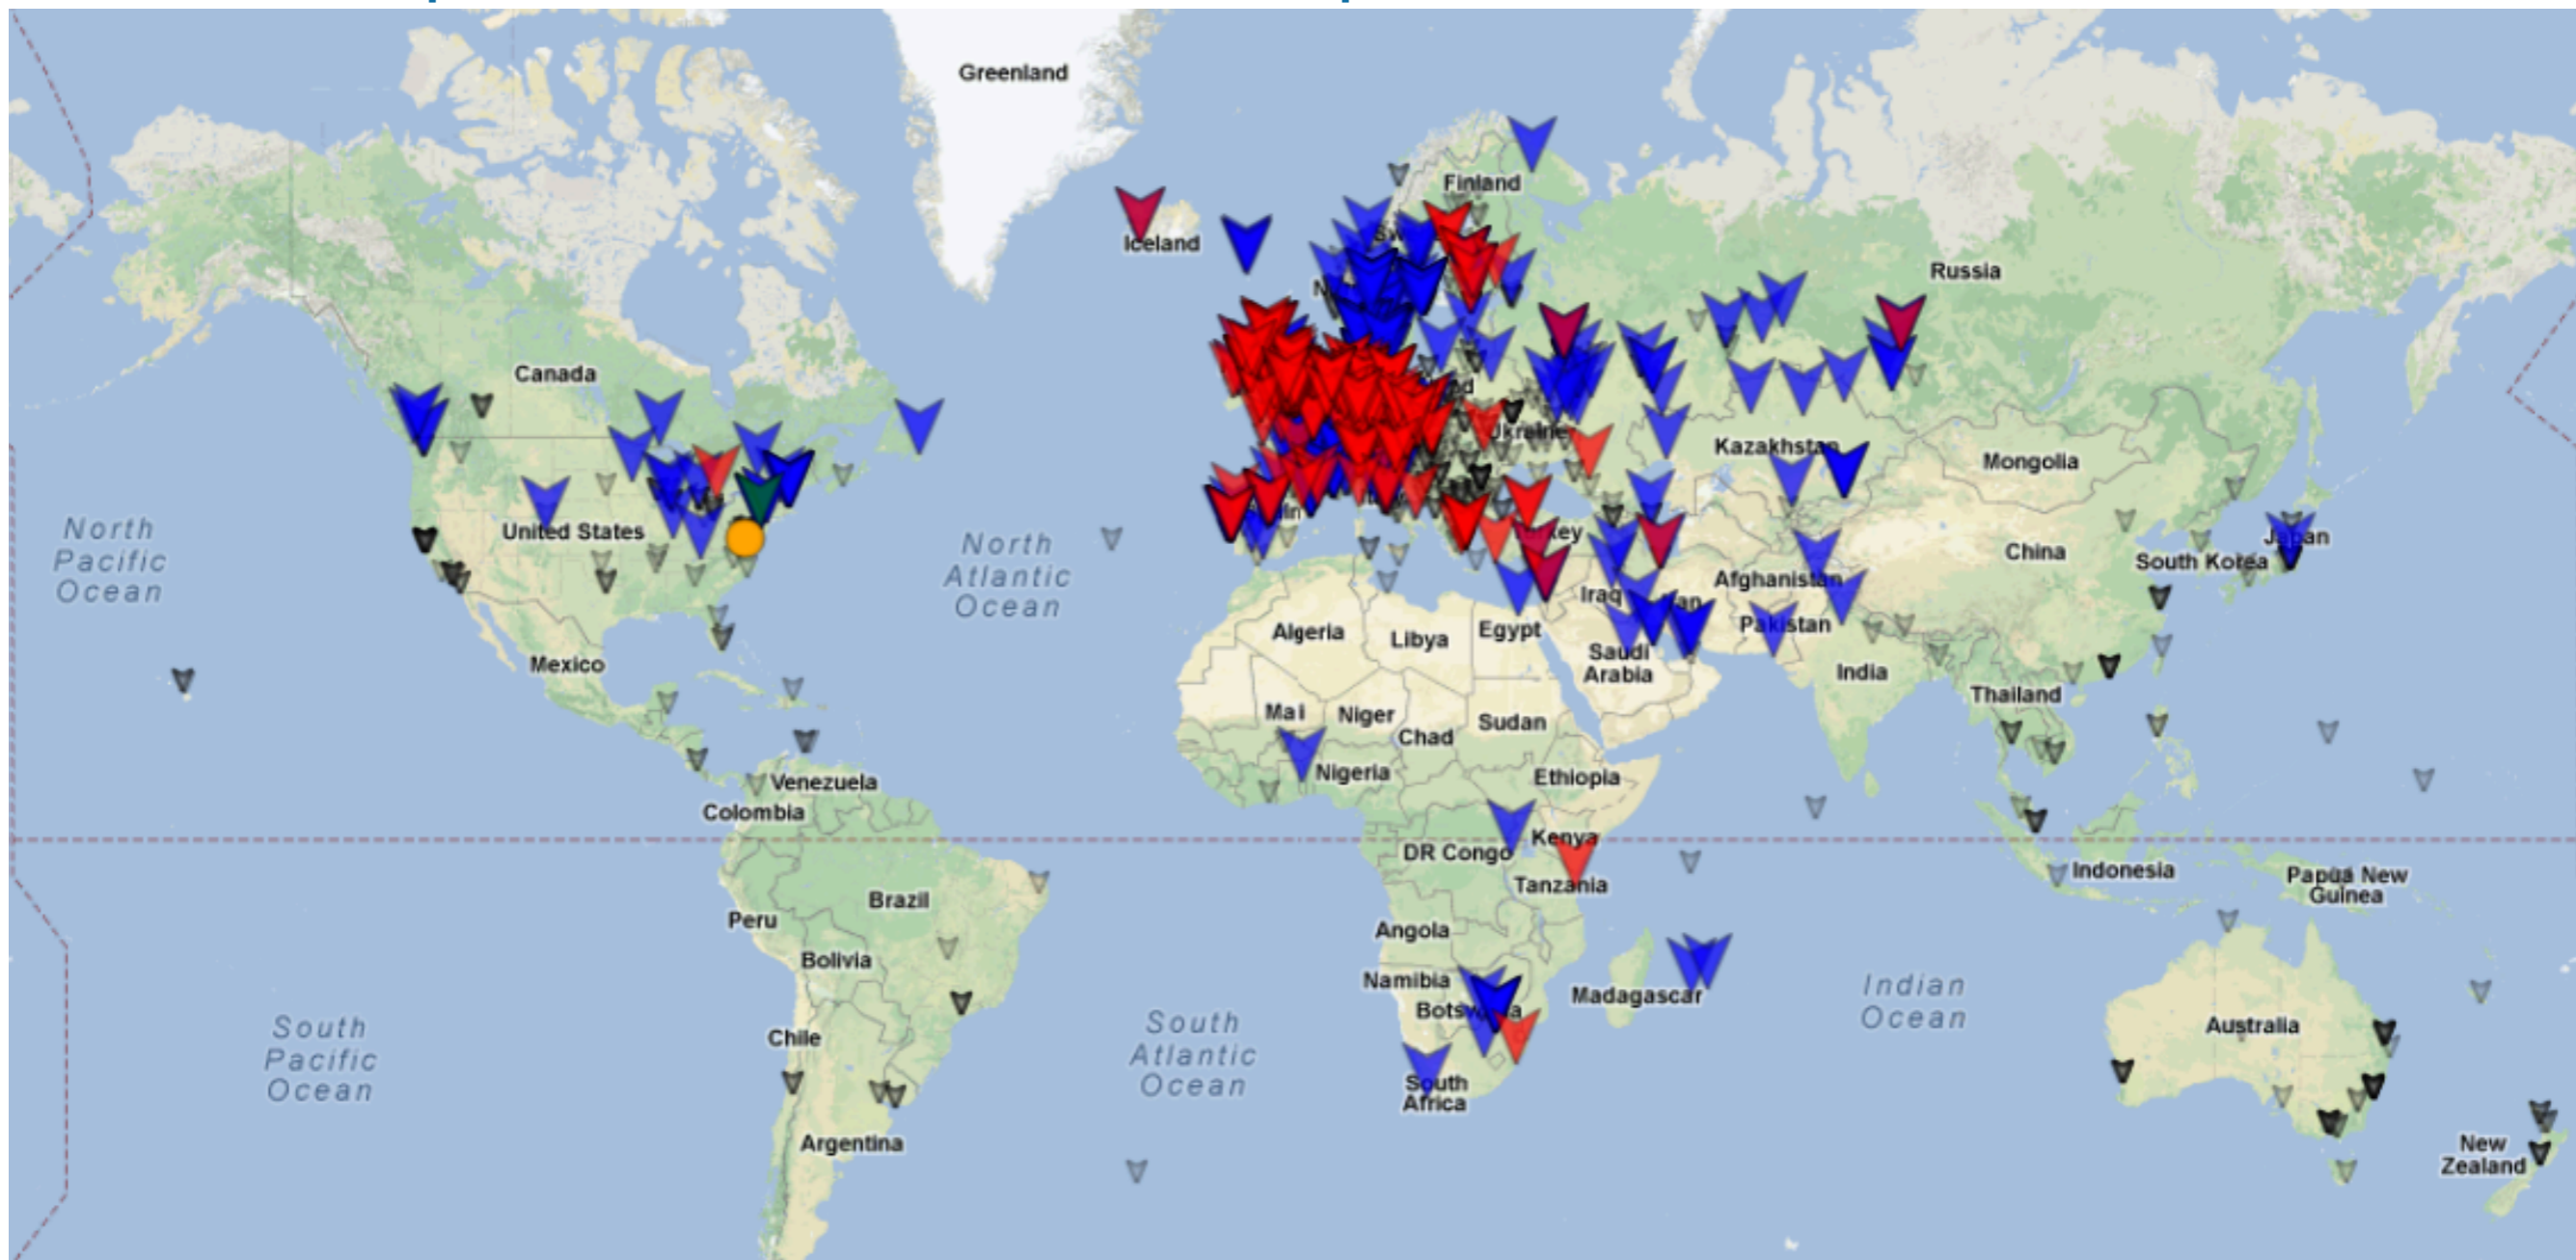 Greenland
Finland
Iceland
Russia
Canada
Ukraine
Kazakhstan
Mongolia
North
Pacific
Ocean
United States
North
Atlantic
Ocean
China
Japan
South Korea
Afghanistan
Iraq
Algeria
Libya
Egypt
Pakistan
Saudi
Arabia
India
Mexico
Thailand
Niger
Sudan
Chad
Nigeria
Ethiopia
Venezuela
Colombia
Kenya
DR Congo
Tanzania
Indonesia
Papua New
Guinea
Brazil
Peru
Angola
Bolivia
Namibia
Madagascar
Indian
Ocean
Chile
South
Pacific
Ocean
South
Atlantic
Ocean
Australia
South
Africa
Argentina
New
Zealand